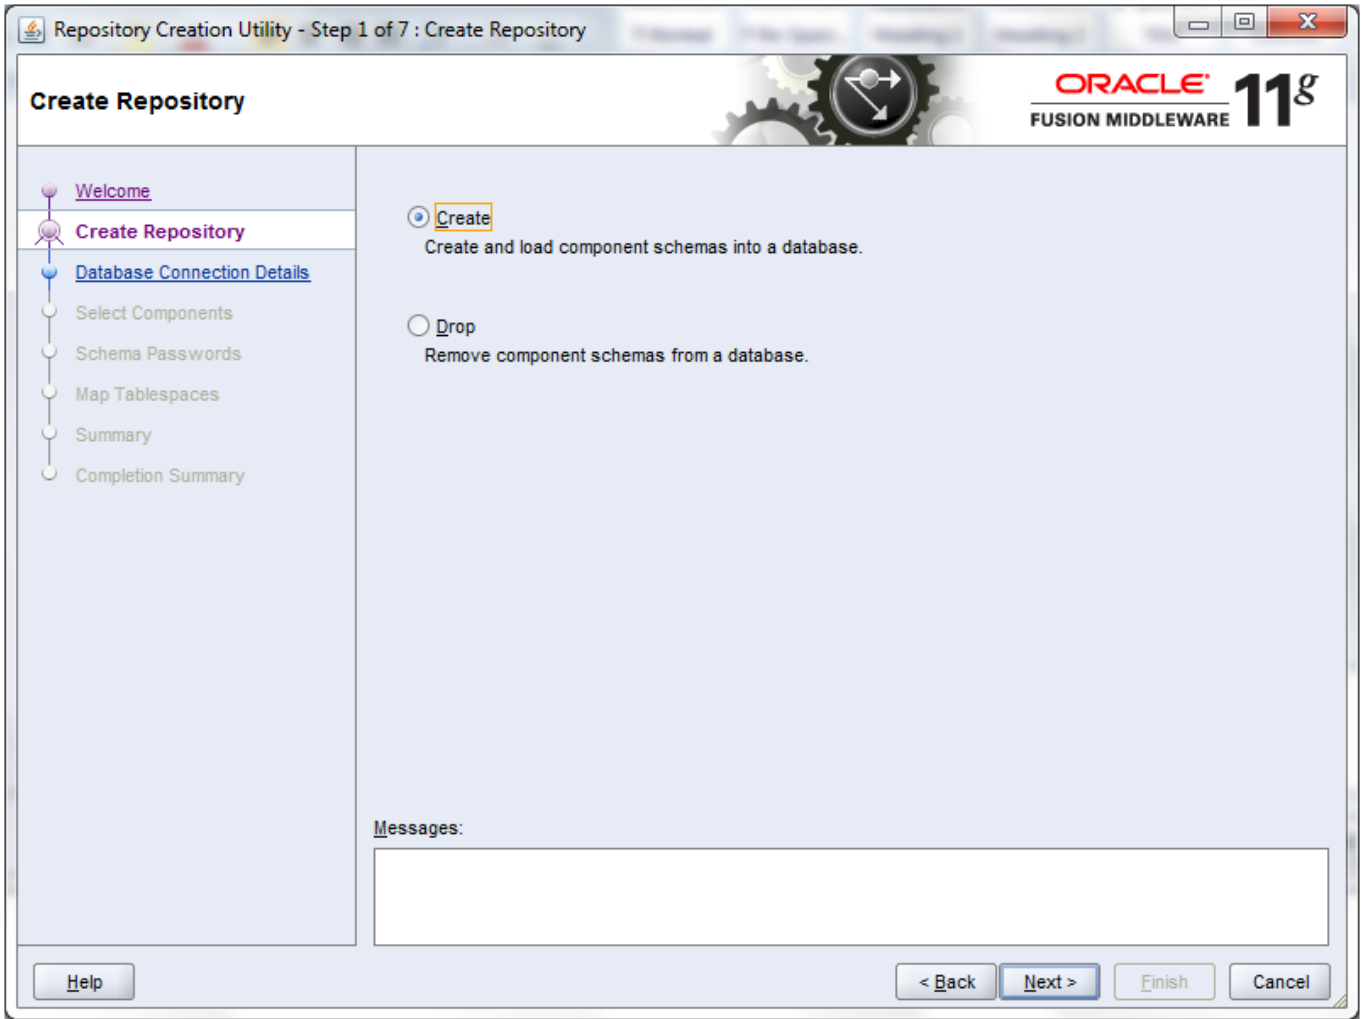 Repository Creation Utility - Step 1 of 7 : Create Repository
Create Repository
ORACLE 11g
FUSION MIDDLEWARE
Welcome
Create Repository
Database Connection Details
Select Components
Schema Passwords
Map Tablespaces
Summary
Completion Summary
Create
Create and load component schemas into a database.
Drop
Remove component schemas from a database.
Messages:
Help
< Back
Next >
Finish
Cancel